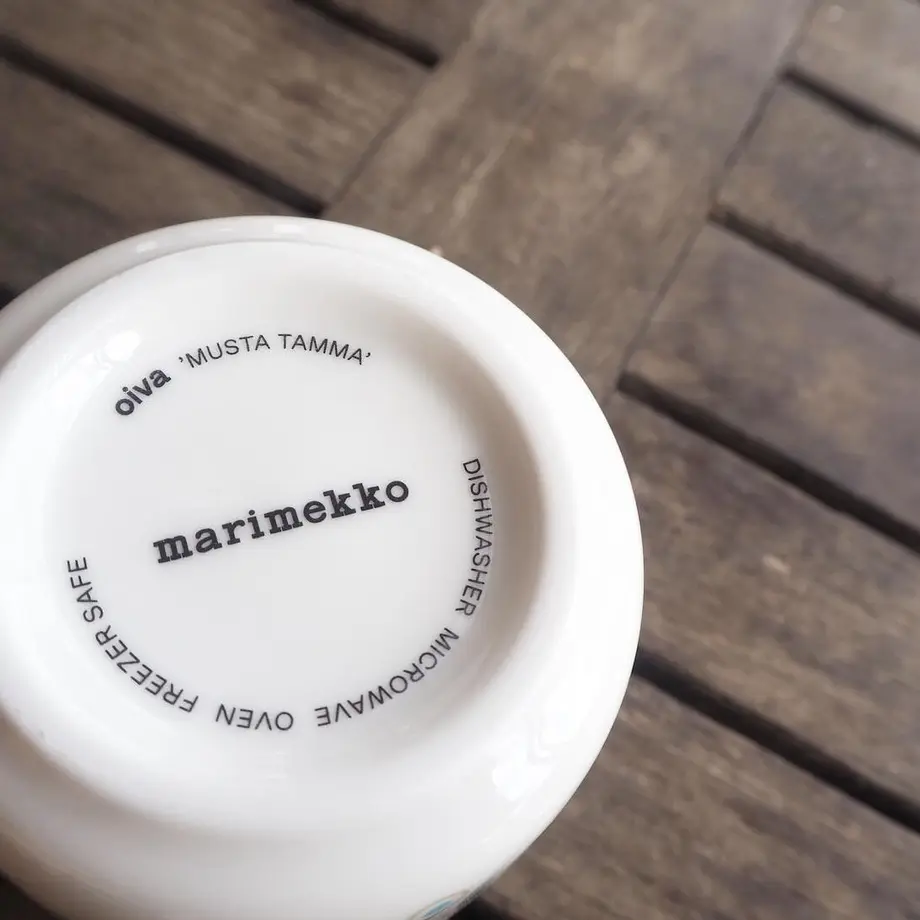 oiva ’MUSTA TAMMA’
marimekko
DISHWASHER MICROWAVE OVEN FREEZER SAFE